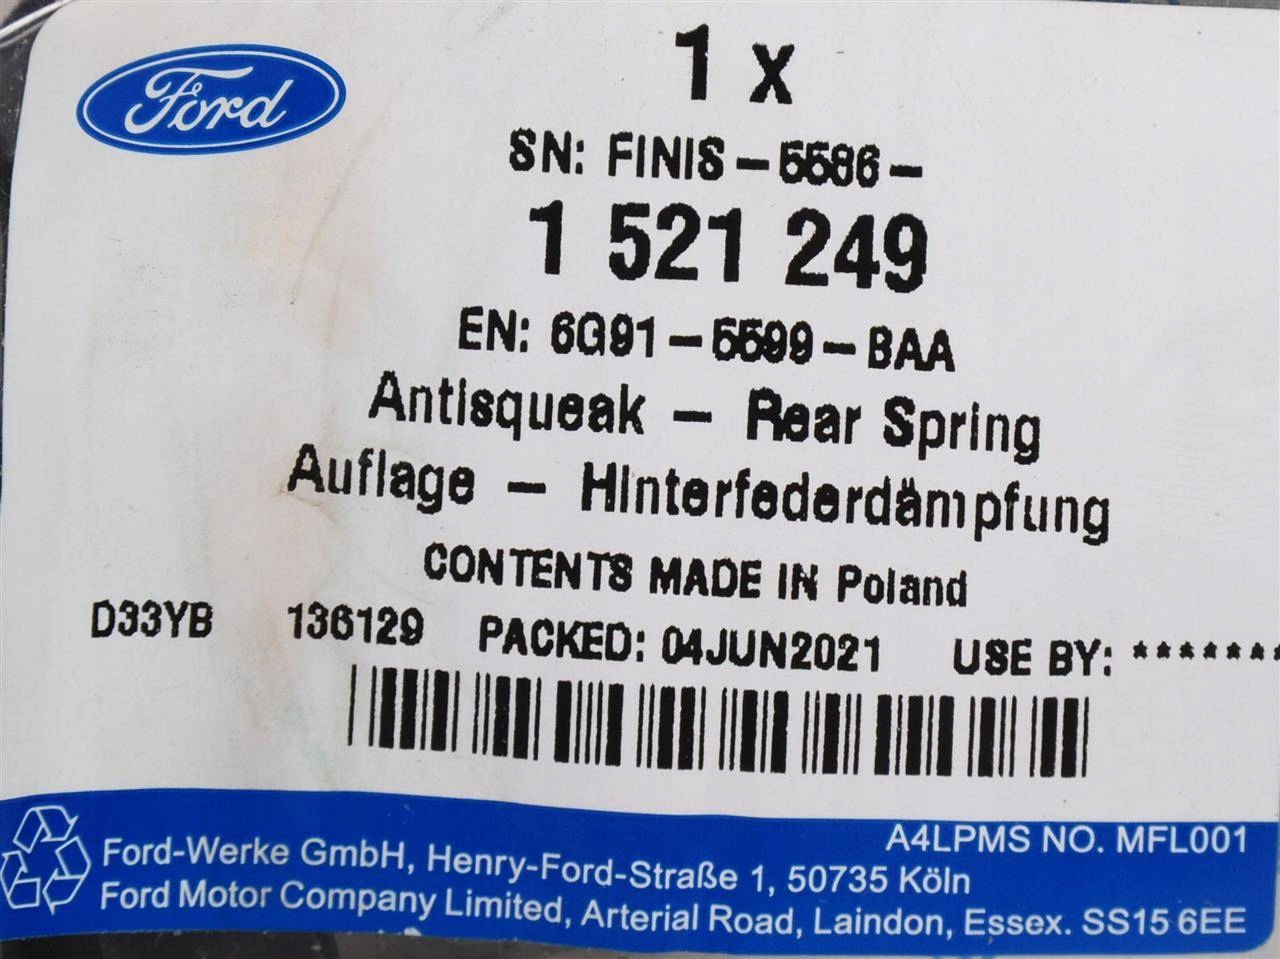 Ford
1 x
SN: FINIS – 5586 –
1 521 249
EN: 6G91 – 5599 – BAA
Antisqueak – Rear Spring
Auflage – Hinterfederdämpfung
CONTENTS MADE IN Poland
D33YB 136129 PACKED: 04JUN2021 USE BY: *******
A4LPMS NO. MFL001
Ford-Werke GmbH, Henry-Ford-Straße 1, 50735 Köln
Ford Motor Company Limited, Arterial Road, Laindon, Essex. SS15 6EE